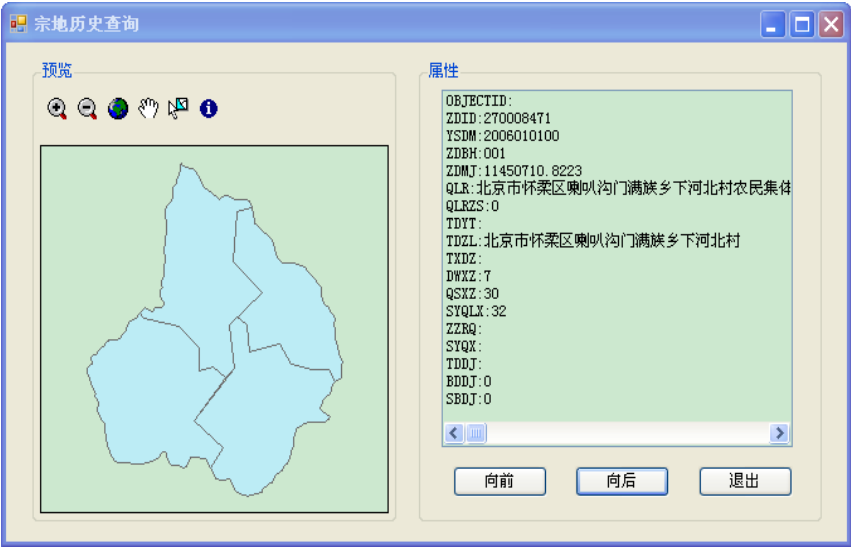 宗地历史查询
预览
属性
OBJECTID:
ZDID:270008471
YSDM:2006010100
ZDBH:001
ZDMJ:11450710.8223
QLR:北京市怀柔区喇叭沟门满族乡下河北村农民集体
QLRZS:0
TDYT:
TDZL:北京市怀柔区喇叭沟门满族乡下河北村
TXDZ:
DWXZ:7
QSXZ:30
SYQLX:32
ZZRQ:
SYQX:
TDDJ:
BDDJ:0
SBDJ:0
向前 向后 退出